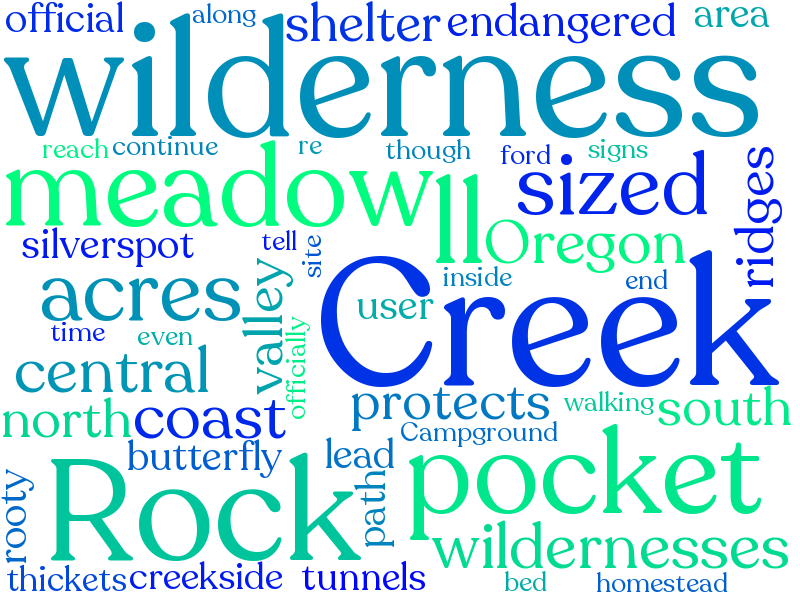 official along shelter endangered area
wilderness
reach continue re though ford signs
meadow ll sized ridges
silverspot tell site Oregon
acres valley Creek inside end
time even officially user
central
north coast protects walking south
Campground
butterfly lead
rooty Rock path pocket
wildernesses
thickets creekside tunnels bed homestead